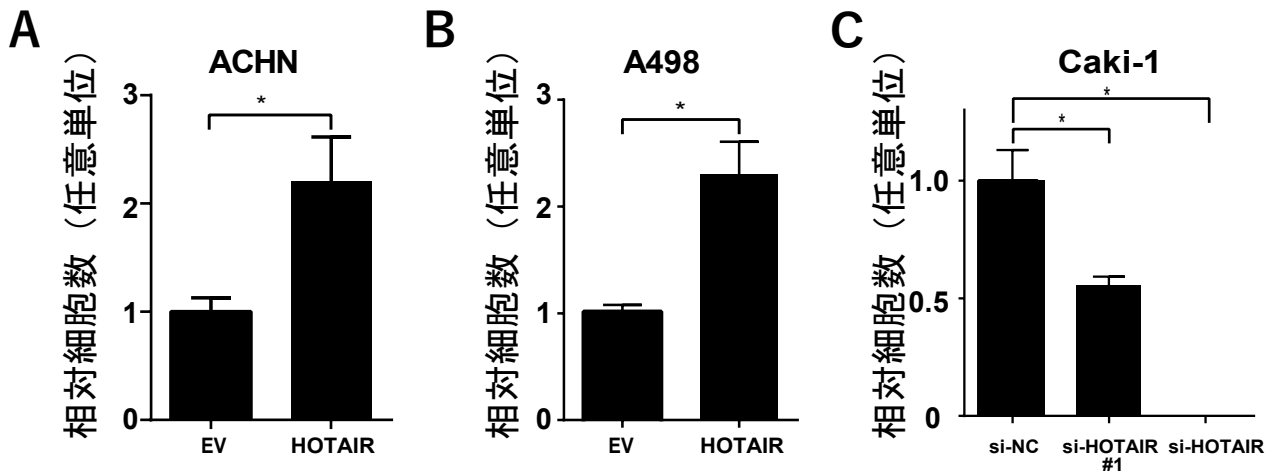 A
ACHN
相対細胞数（任意単位）
3
2
1
0
*
EV
HOTAIR
B
A498
相対細胞数（任意単位）
3
2
1
0
*
EV
HOTAIR
C
Caki-1
相対細胞数（任意単位）
1.0
0.5
0
*
*
si-NC
si-HOTAIR
#1
si-HOTAIR